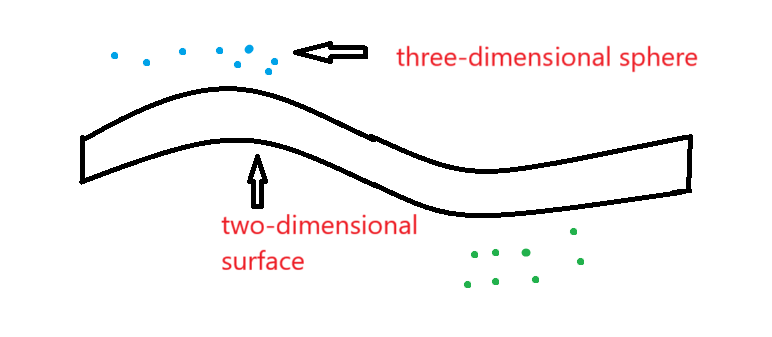 three-dimensional sphere
two-dimensional
surface